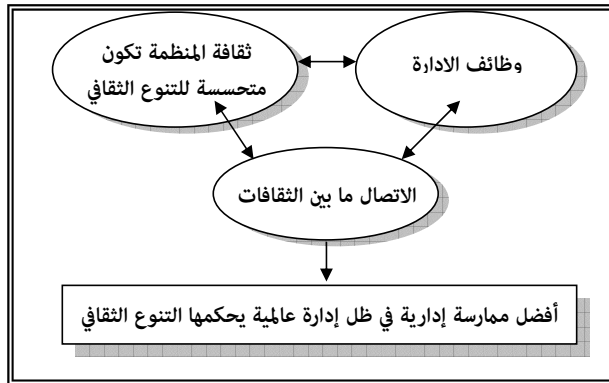 وظائف الادارة
ثقافة المنظمة تكون
متحسسة للتنوع الثقافي
الاتصال ما بين الثقافات
أفضل ممارسة إدارية في ظل إدارة عالمية يحكمها التنوع الثقافي